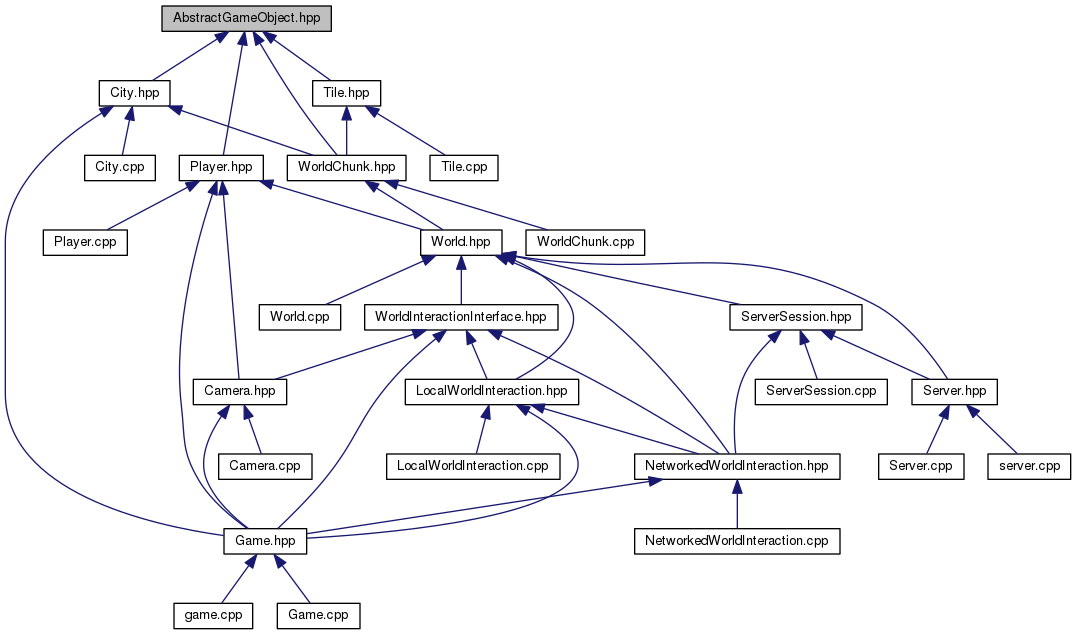 AbstractGameObject.hpp
City.hpp
Tile.hpp
City.cpp
Player.hpp
WorldChunk.hpp
Tile.cpp
Player.cpp
World.hpp
WorldChunk.cpp
World.cpp
WorldInteractionInterface.hpp
ServerSession.hpp
Camera.hpp
LocalWorldInteraction.hpp
ServerSession.cpp
Server.hpp
Camera.cpp
LocalWorldInteraction.cpp
NetworkedWorldInteraction.hpp
Server.cpp
server.cpp
Game.hpp
NetworkedWorldInteraction.cpp
game.cpp
Game.cpp